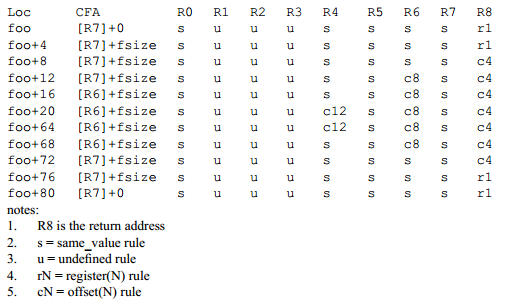 Loc CFA R0 R1 R2 R3 R4 R5 R6 R7 R8
foo [R7]+0 s u u u s s s s r1
foo+4 [R7]+fsize s u u u s s s s r1
foo+8 [R7]+fsize s u u u s s s s c4
foo+12 [R7]+fsize s u u u s s c8 s c4
foo+16 [R6]+fsize s u u u s s c8 s c4
foo+20 [R6]+fsize s u u u c12 s c8 s c4
foo+64 [R6]+fsize s u u u c12 s c8 s c4
foo+68 [R6]+fsize s u u u s s c8 s c4
foo+72 [R7]+fsize s u u u s s s s c4
foo+76 [R7]+fsize s u u u s s s s r1
foo+80 [R7]+0 s u u u s s s s r1
notes:
1. R8 is the return address
2. s = same_value rule
3. u = undefined rule
4. rN = register(N) rule
5. cN = offset(N) rule